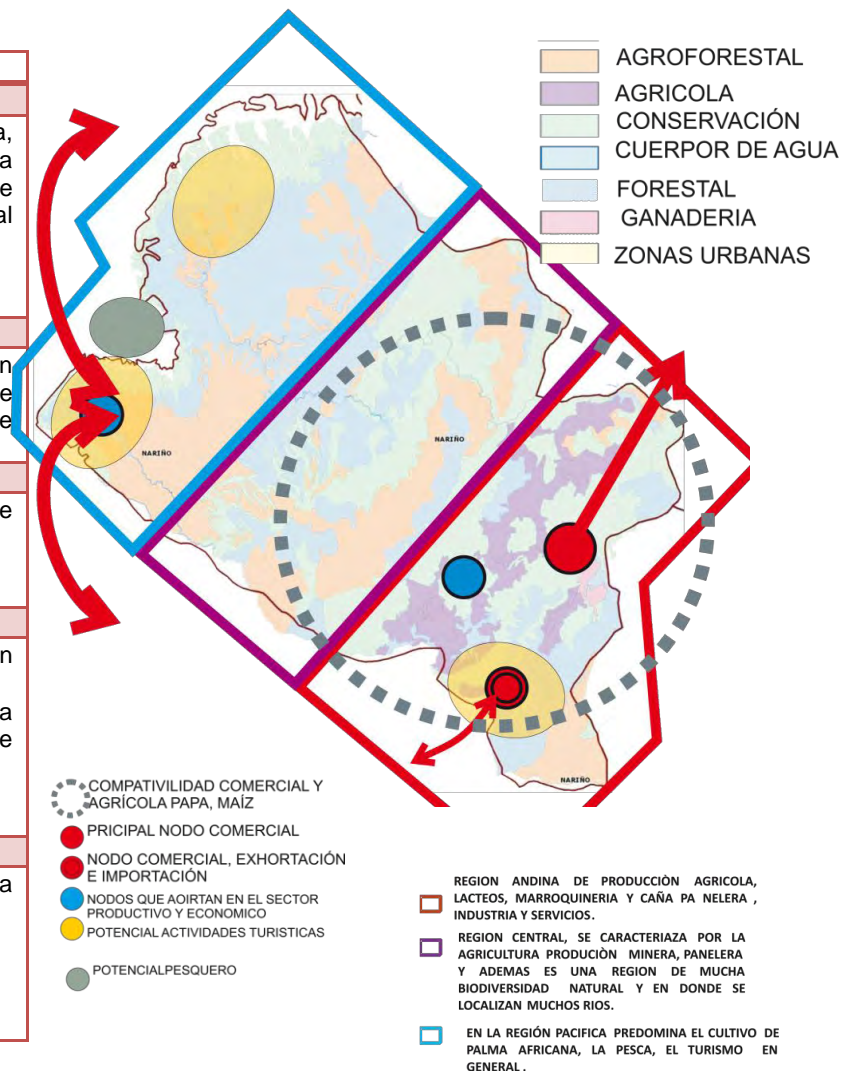 a,
a
e
al
n
e
e
e
n
a
e
a
AGROFORESTAL
AGRICOLA
CONSERVACIÓN
CUERPOR DE AGUA
FORESTAL
GANADERIA
ZONAS URBANAS
NARIÑO
NARIÑO
NARIÑO
COMPATIVILIDAD COMERCIAL Y
AGRÍCOLA PAPA, MAÍZ
PRICIPAL NODO COMERCIAL
NODO COMERCIAL, EXHORTACIÓN
E IMPORTACIÓN
NODOS QUE AOIRTAN EN EL SECTOR
PRODUCTIVO Y ECONOMICO
POTENCIAL ACTIVIDADES TURISTICAS
POTENCIALPESQUERO
REGION ANDINA DE PRODUCCIÒN AGRICOLA,
LACTEOS, MARROQUINERIA Y CAÑA PA NELERA ,
INDUSTRIA Y SERVICIOS.
REGION CENTRAL, SE CARACTERIAZA POR LA
AGRICULTURA PRODUCIÒN MINERA, PANELERA
Y ADEMAS ES UNA REGION DE MUCHA
BIODIVERSIDAD NATURAL Y EN DONDE SE
LOCALIZAN MUCHOS RIOS.
EN LA REGIÓN PACIFICA PREDOMINA EL CULTIVO DE
PALMA AFRICANA, LA PESCA, EL TURISMO EN
GENERAL .